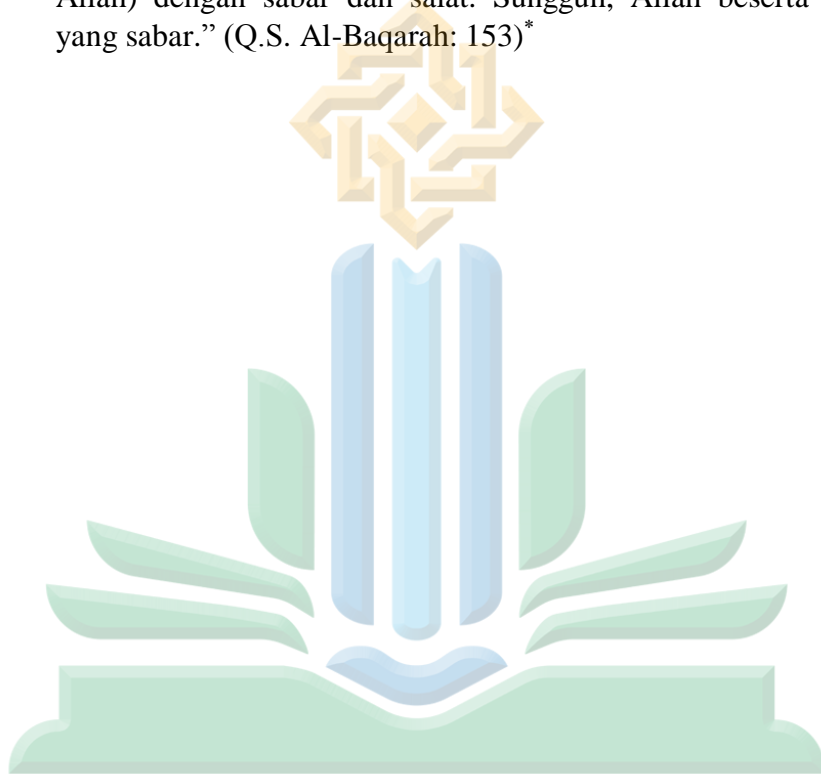 Allah) dengan sabar dan salat. Sungguh, Allah beserta
yang sabar.” (Q.S. Al-Baqarah: 153)*